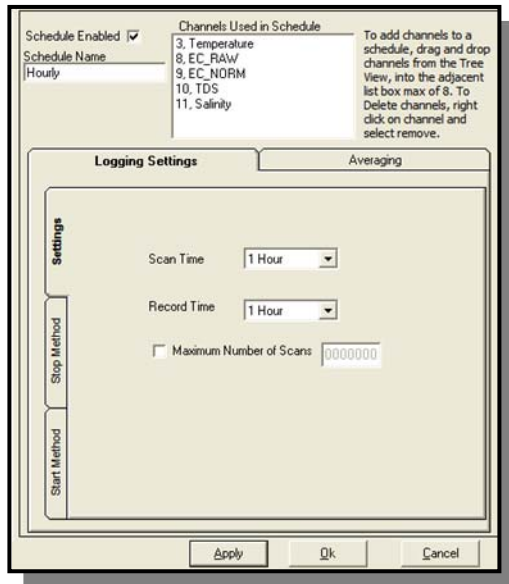 Schedule Enabled
Schedule Name
Hourly
Channels Used in Schedule
3, Temperature
8, EC_RAW
9, EC_NORM
10, TDS
11, Salinity
To add channels to a
schedule, drag and drop
channels from the Tree
View, into the adjacent
list box max of 8. To
Delete channels, right
click on channel and
select remove.
Logging Settings
Averaging
Settings
Stop Method
Start Method
Scan Time
1 Hour
Record Time
1 Hour
Maximum Number of Scans
0000000
Apply
Ok
Cancel